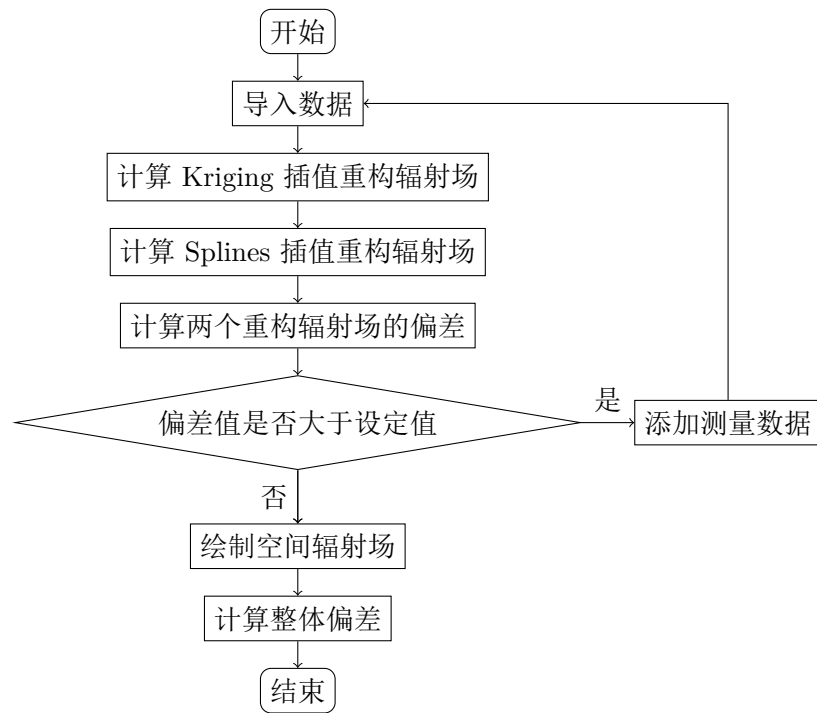 开始
导入数据
计算 Kriging 插值重构辐射场
计算 Splines 插值重构辐射场
计算两个重构辐射场的偏差
偏差值是否大于设定值
是
添加测量数据
否
绘制空间辐射场
计算整体偏差
结束